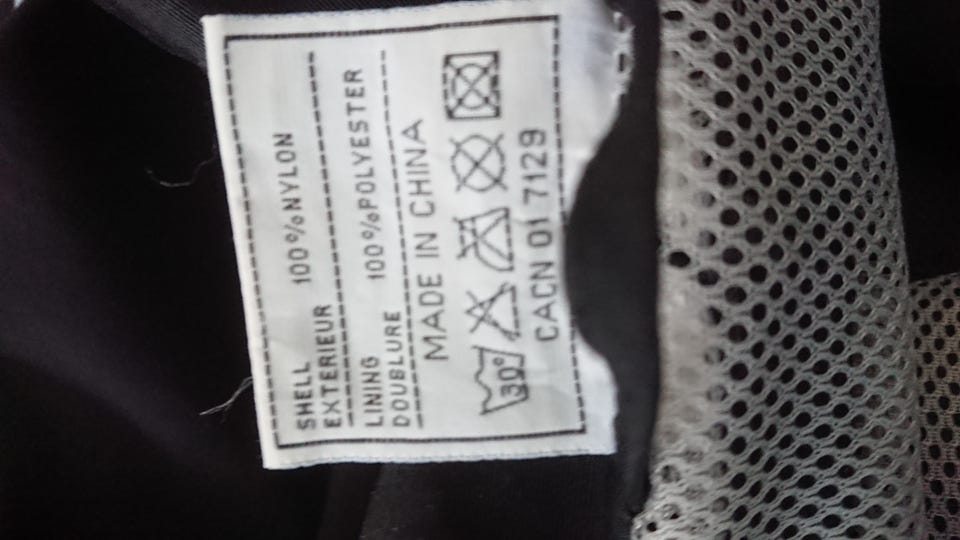 SHELL
EXTERIEUR 100%NYLON
LINING
DOUBLURE 100%POLYESTER
MADE IN CHINA
30°
CACN 01 7129